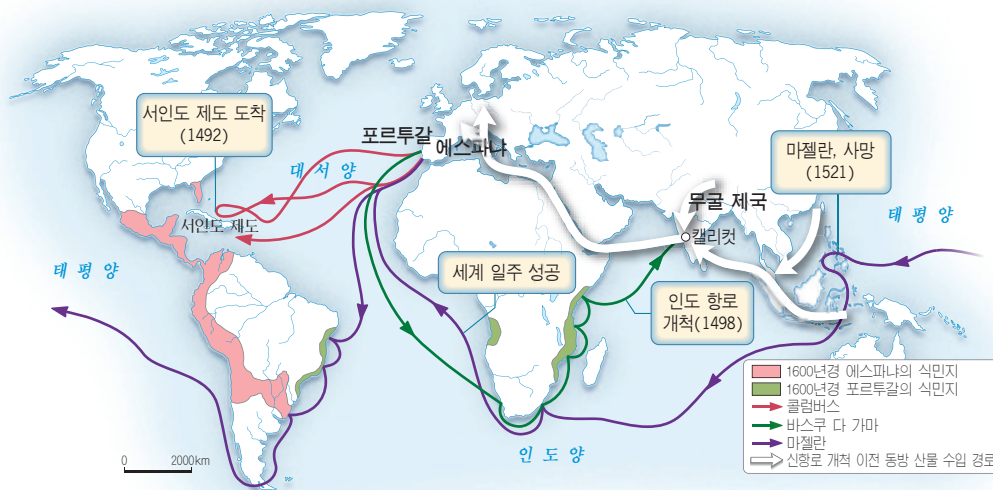 서인도 제도 도착
(1492)
포르투갈
에스파냐
대서양
서인도 제도
마젤란, 사망
(1521)
무굴 제국
캘리컷
태평양
태평양
세계 일주 성공
인도 항로
개척(1498)
인도양
0 2000km
1600년경 에스파냐의 식민지
1600년경 포르투갈의 식민지
콜럼버스
바스쿠 다 가마
마젤란
신항로 개척 이전 동방 산물 수입 경로